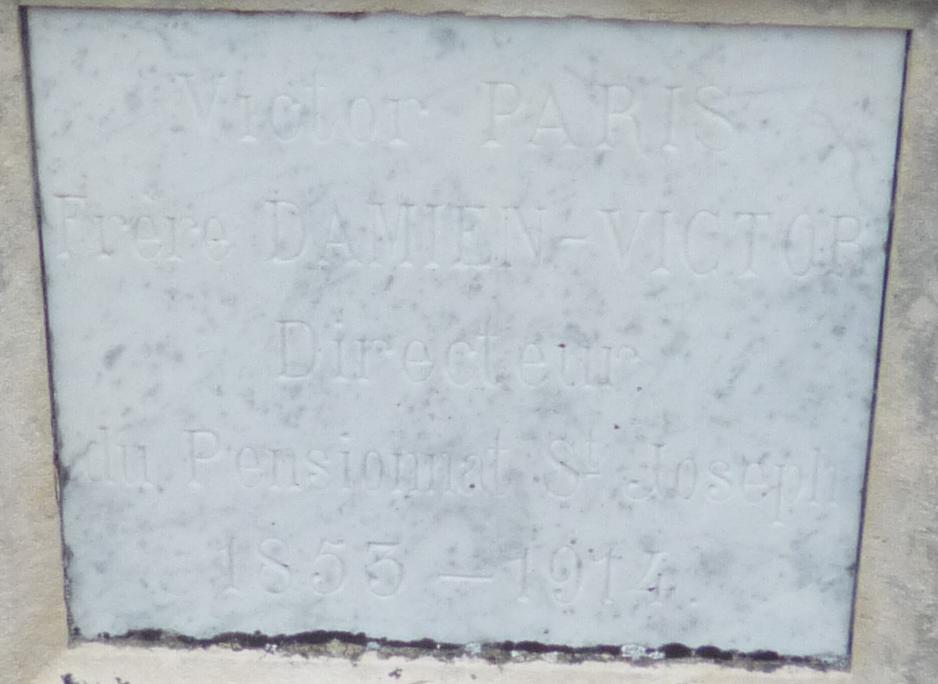 Victor PARIS
Frère DAMIEN-VICTOR
Directeur
du Pensionnat St Joseph
1853-1914.